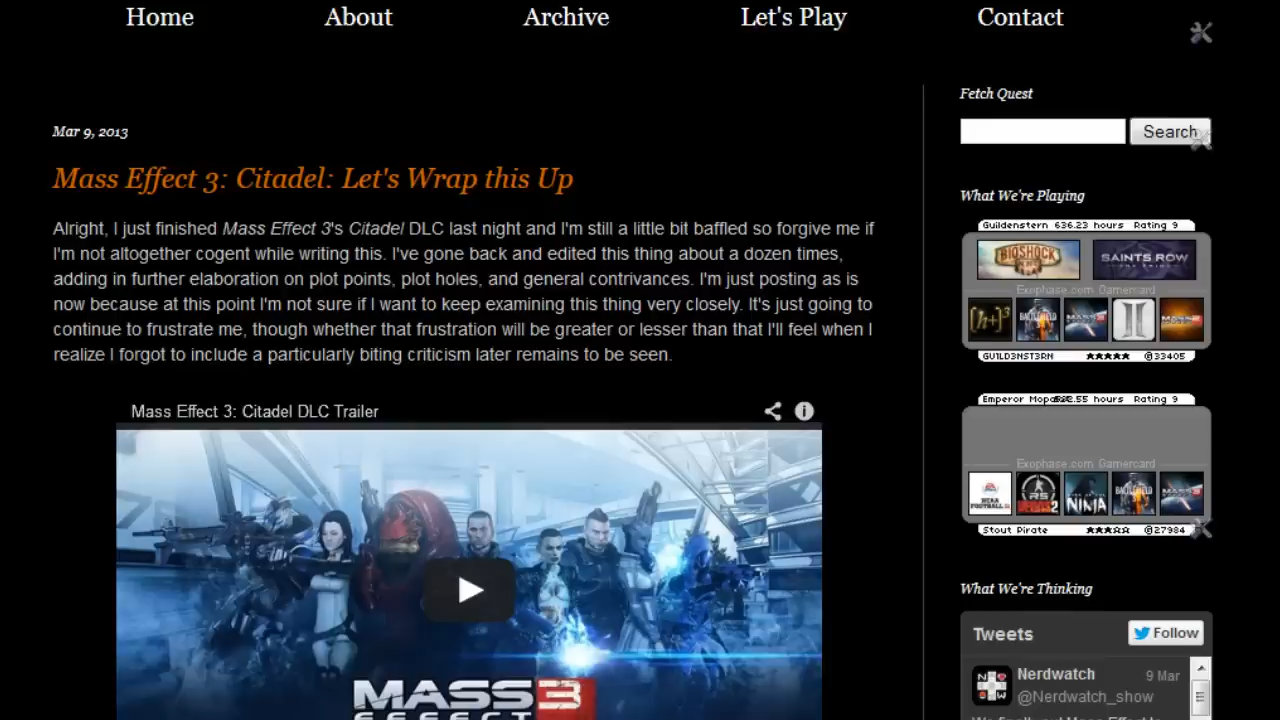 Home About Archive Let's Play Contact
Mar 9, 2013
Mass Effect 3: Citadel: Let's Wrap this Up
Alright, I just finished Mass Effect 3's Citadel DLC last night and I'm still a little bit baffled so forgive me if
I'm not altogether cogent while writing this. I've gone back and edited this thing about a dozen times,
adding in further elaboration on plot points, plot holes, and general contrivances. I'm just posting as is
now because at this point I'm not sure if I want to keep examining this thing very closely. It's just going to
continue to frustrate me, though whether that frustration will be greater or lesser than that I'll feel when I
realize I forgot to include a particularly biting criticism later remains to be seen.
Mass Effect 3: Citadel DLC Trailer
MASS 3
EFFECT
Fetch Quest
Search
What We're Playing
Guildenstern 636.23 hours Rating 9
BIOSHOCK
SAINTS ROW
Exophase.com Gamercard
[h+]3
BATTLEFIELD
GU1LD3NST3RN ★★★★★ @33405
Emperor hours Rating 9
Exophase.com Gamercard
NCAA
FOOTBALL
NINJA
BATTLEFIELD
Stout Pirate ★★★★☆ @27984
What We're Thinking
Tweets Follow
Nerdwatch 9 Mar
@Nerdwatch_show